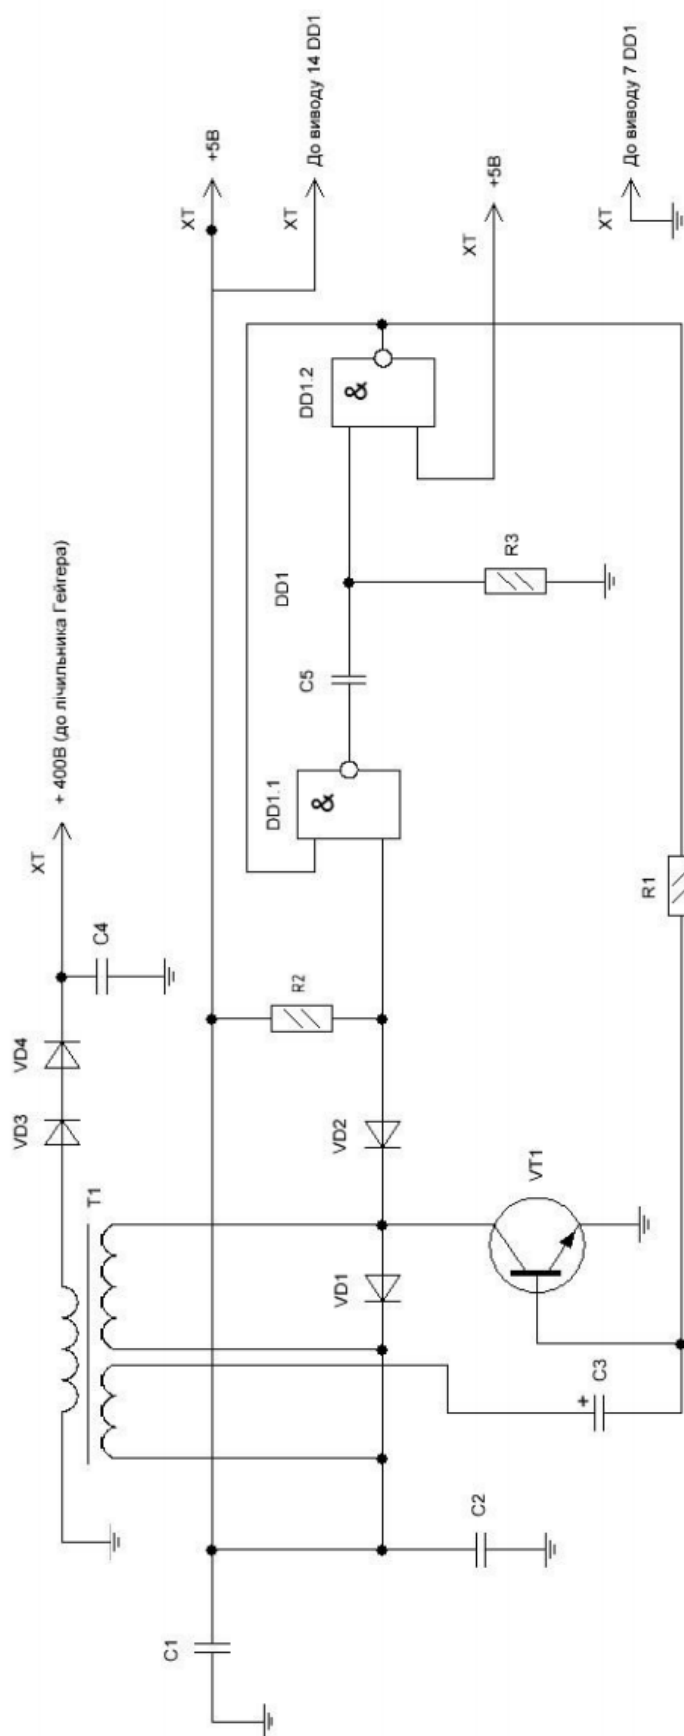 VD3
VD4
XT
+ 400В (до лічильника Гейгера)
T1
C4
C1
XT
+5В
DD1.1
DD1
XT
До виводу 14 DD1
R2
C5
DD1.2
&
&
VD1
VD2
XT
+5В
C2
R3
VT1
+
C3
XT
До виводу 7 DD1
R1